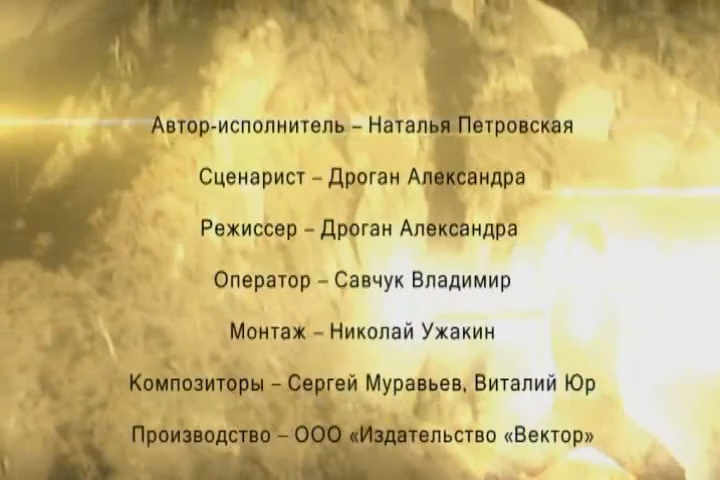 Автор-исполнитель – Наталья Петровская
Сценарист – Дроган Александра
Режиссер – Дроган Александра
Оператор – Савчук Владимир
Монтаж – Николай Ужакин
Композиторы – Сергей Муравьев, Виталий Юр
Производство – ООО «Издательство «Вектор»